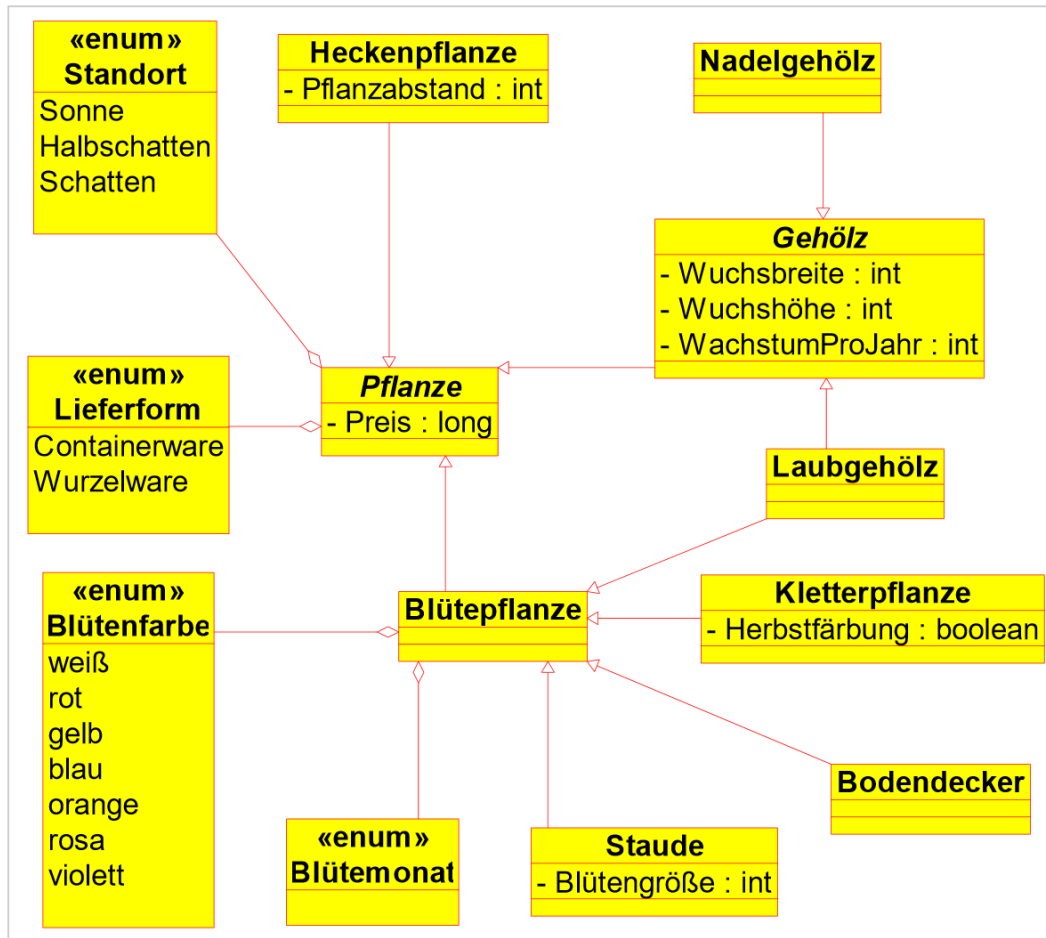 «enum»
Standort
Sonne
Halbschatten
Schatten
Heckenpflanze
- Pflanzabstand : int
Nadelgehölz
Gehölz
- Wuchsbreite : int
- Wuchshöhe : int
- WachstumProJahr : int
«enum»
Lieferform
Containerware
Wurzelware
Pflanze
- Preis : long
Laubgehölz
«enum»
Blütenfarbe
weiß
rot
gelb
blau
orange
rosa
violett
Blütepflanze
Kletterpflanze
- Herbstfärbung : boolean
Bodendecker
«enum»
Blütemonat
Staude
- Blütengröße : int